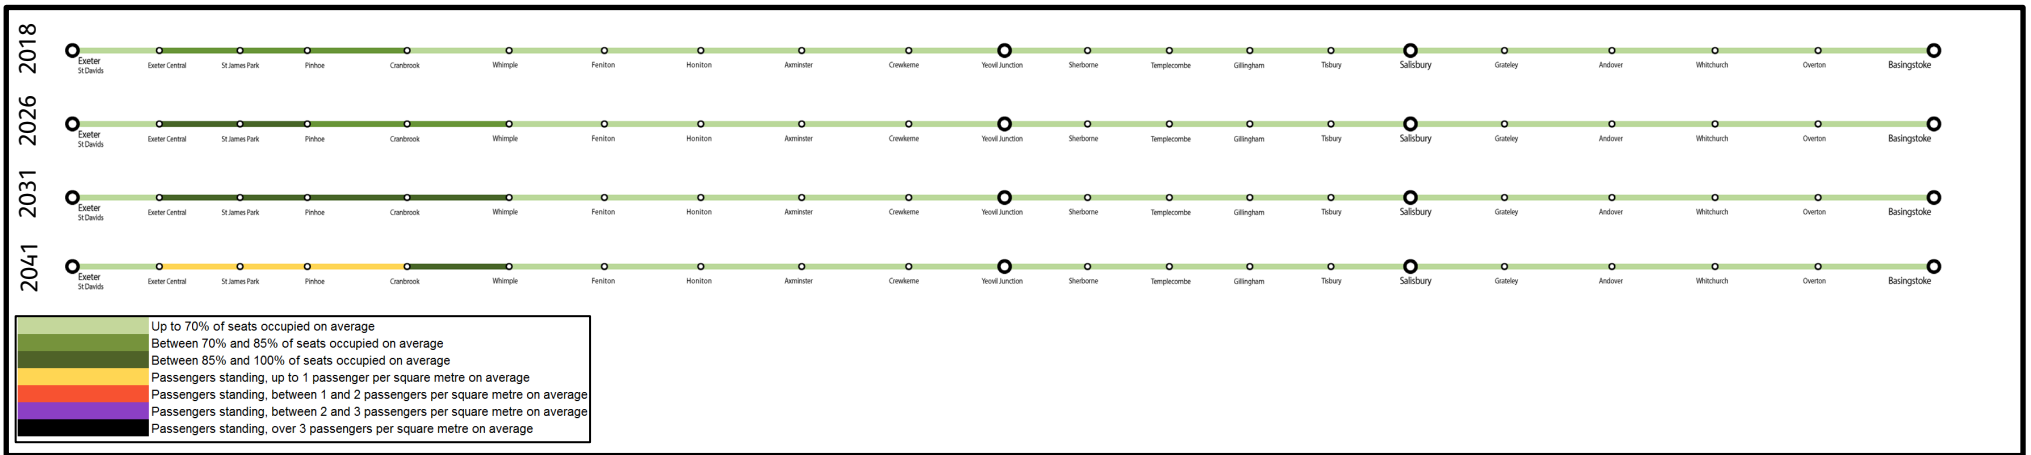 2018
Exeter
St Davids
Exeter Central
St James Park
Pinhoe
Cranbrook
Whimple
Feniton
Honiton
Axminster
Crewkerne
Yeovil Junction
Sherborne
Templecombe
Gillingham
Tisbury
Salisbury
Grateley
Andover
Whitchurch
Overton
Basingstoke
2026
Exeter
St Davids
Exeter Central
St James Park
Pinhoe
Cranbrook
Whimple
Feniton
Honiton
Axminster
Crewkerne
Yeovil Junction
Sherborne
Templecombe
Gillingham
Tisbury
Salisbury
Grateley
Andover
Whitchurch
Overton
Basingstoke
2031
Exeter
St Davids
Exeter Central
St James Park
Pinhoe
Cranbrook
Whimple
Feniton
Honiton
Axminster
Crewkerne
Yeovil Junction
Sherborne
Templecombe
Gillingham
Tisbury
Salisbury
Grateley
Andover
Whitchurch
Overton
Basingstoke
2041
Exeter
St Davids
Exeter Central
St James Park
Pinhoe
Cranbrook
Whimple
Feniton
Honiton
Axminster
Crewkerne
Yeovil Junction
Sherborne
Templecombe
Gillingham
Tisbury
Salisbury
Grateley
Andover
Whitchurch
Overton
Basingstoke
Up to 70% of seats occupied on average
Between 70% and 85% of seats occupied on average
Between 85% and 100% of seats occupied on average
Passengers standing, up to 1 passenger per square metre on average
Passengers standing, between 1 and 2 passengers per square metre on average
Passengers standing, between 2 and 3 passengers per square metre on average
Passengers standing, over 3 passengers per square metre on average